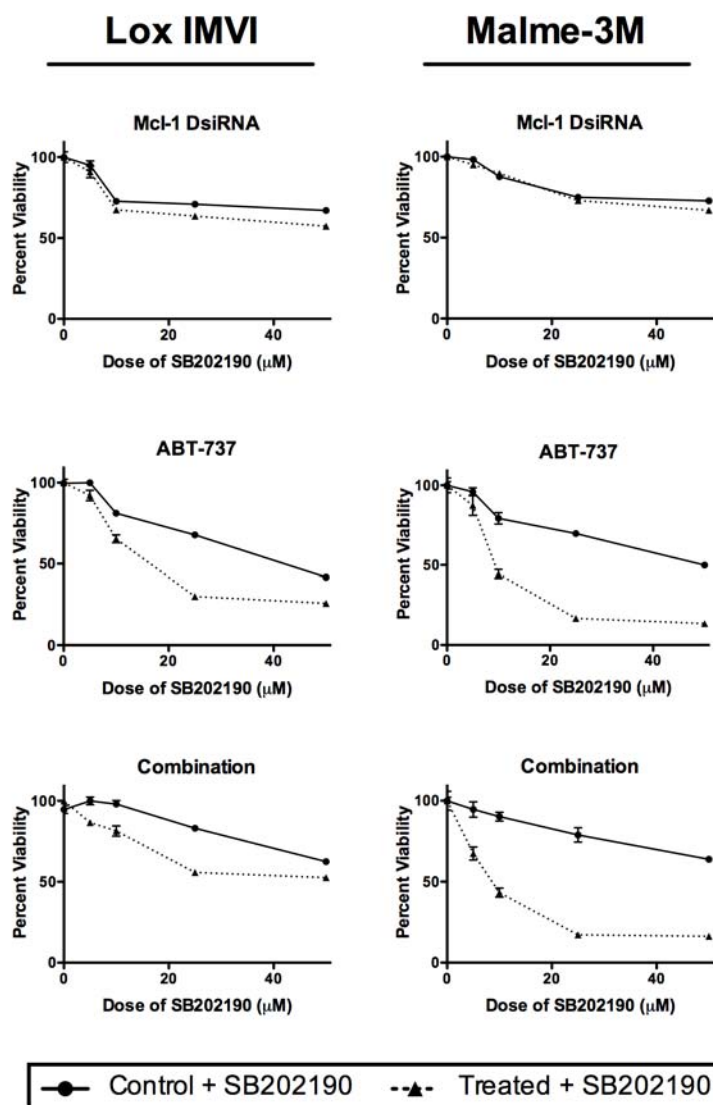 Lox IMVI
Malme-3M
Mcl-1 DsiRNA
Percent Viability
100
50
0
0 20 40
Dose of SB202190 (μM)
Mcl-1 DsiRNA
Percent Viability
100
50
0
0 20 40
Dose of SB202190 (μM)
ABT-737
Percent Viability
100
50
0
0 20 40
Dose of SB202190 (μM)
ABT-737
Percent Viability
100
50
0
0 20 40
Dose of SB202190 (μM)
Combination
Percent Viability
100
50
0
0 20 40
Dose of SB202190 (μM)
Combination
Percent Viability
100
50
0
0 20 40
Dose of SB202190 (μM)
Control + SB202190
Treated + SB202190